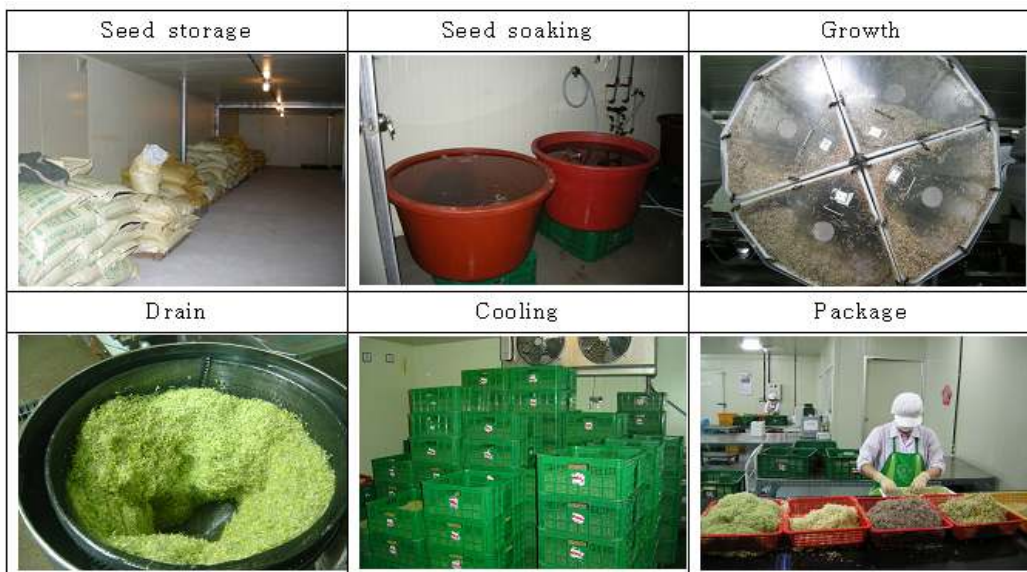 Seed storage
Seed soaking
Growth
Drain
Cooling
Package